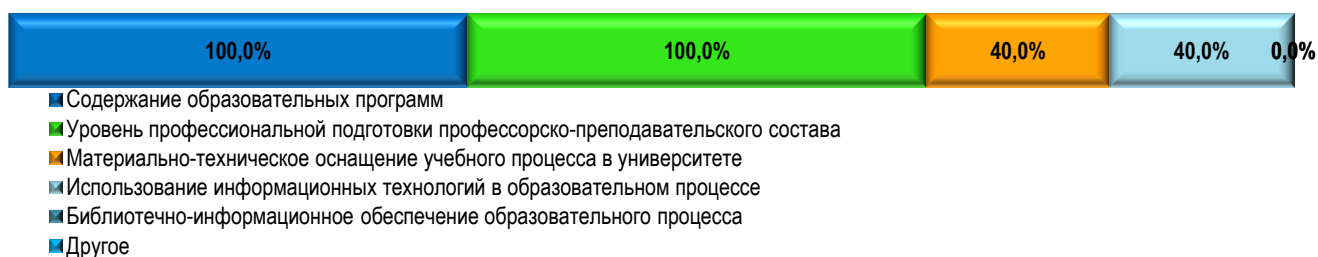 100,0% 100,0% 40,0% 40,0% 0,0%
Содержание образовательных программ
Уровень профессиональной подготовки профессорско-преподавательского состава
Материально-техническое оснащение учебного процесса в университете
Использование информационных технологий в образовательном процессе
Библиотечно-информационное обеспечение образовательного процесса
Другое